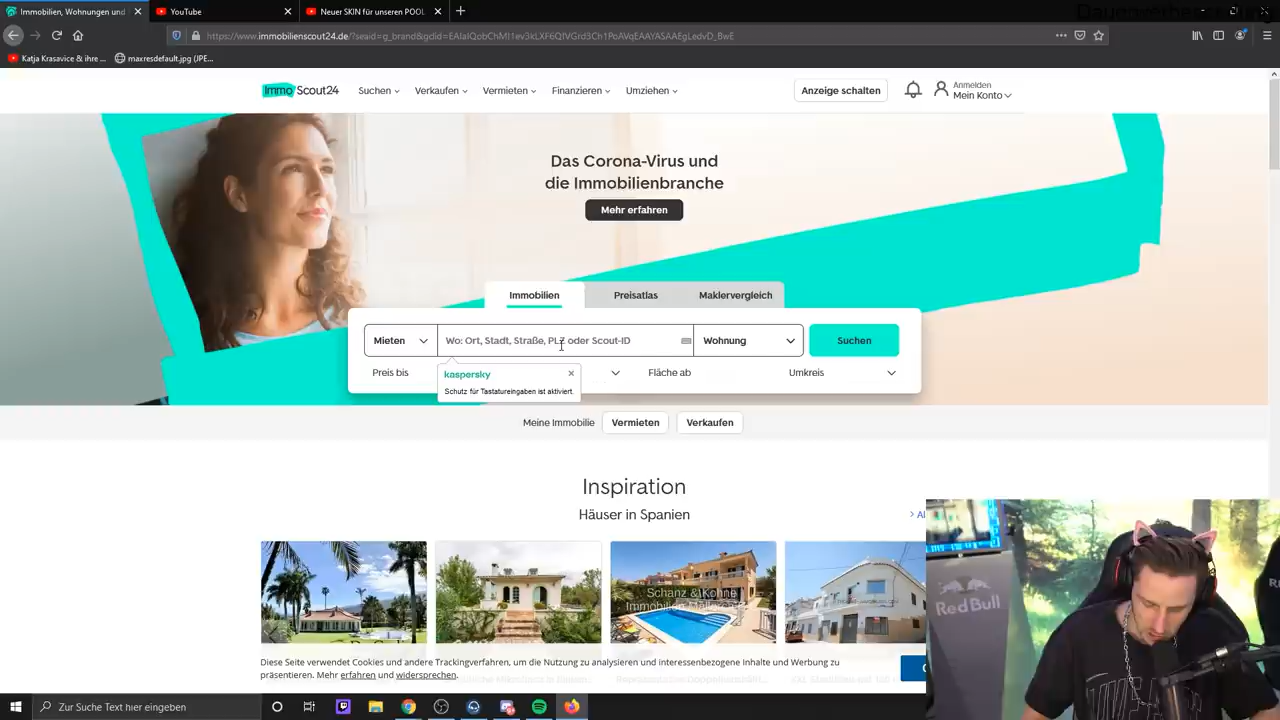 Immobilien, Wohnungen und
YouTube
Neuer SKIN für unseren POOL
https://www.immobilienscout24.de/?seaid=g_brand&gclid=
Katja Krasavice & ihre ...
maxresdefault.jpg (JPE...
ImmoScout24
Suchen
Verkaufen
Vermieten
Finanzieren
Umziehen
Anzeige schalten
Anmelden
Mein Konto
Das Corona-Virus und
die Immobilienbranche
Mehr erfahren
Immobilien
Preisatlas
Maklervergleich
Mieten
Wo: Ort, Stadt, Straße, PLZ oder Scout-ID
Wohnung
Suchen
Preis bis
Fläche ab
Umkreis
kaspersky
Schutz für Tastatureingaben ist aktiviert.
Meine Immobilie
Vermieten
Verkaufen
Inspiration
Häuser in Spanien
Schanz & Könne
Diese Seite verwendet Cookies und andere Trackingverfahren, um die Nutzung zu analysieren und interessenbezogene Inhalte und Werbung zu
präsentieren. Mehr erfahren und widersprechen.
Red Bull
Zur Suche Text hier eingeben